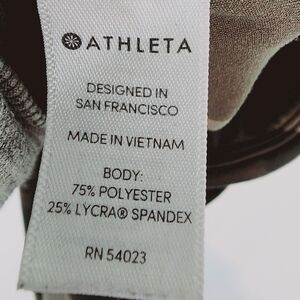 ATHLETA
DESIGNED IN
SAN FRANCISCO
MADE IN VIETNAM
BODY:
75% POLYESTER
25% LYCRA® SPANDEX
RN 54023